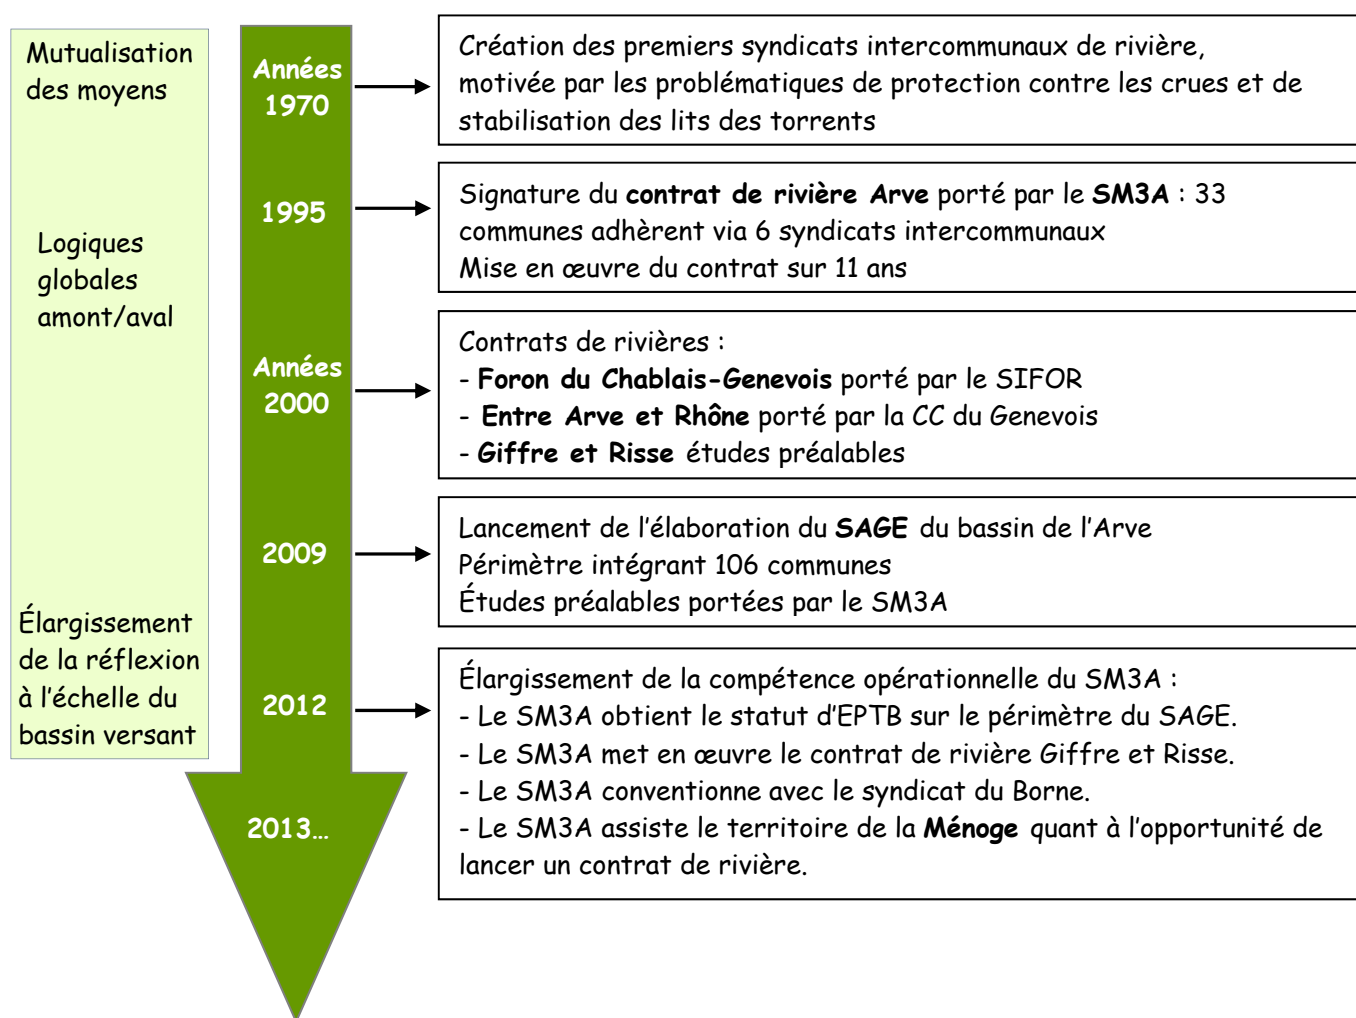 Mutualisation
des moyens
Années
1970
Création des premiers syndicats intercommunaux de rivière,
motivée par les problématiques de protection contre les crues et de
stabilisation des lits des torrents
1995
Signature du contrat de rivière Arve porté par le SM3A : 33
communes adhèrent via 6 syndicats intercommunaux
Mise en œuvre du contrat sur 11 ans
Logiques
globales
amont/aval
Années
2000
Contrats de rivières :
- Foron du Chablais-Genevois porté par le SIFOR
- Entre Arve et Rhône porté par la CC du Genevois
- Giffre et Risse études préalables
2009
Lancement de l'élaboration du SAGE du bassin de l'Arve
Périmètre intégrant 106 communes
Études préalables portées par le SM3A
Élargissement
de la réflexion
à l'échelle du
bassin versant
2012
Élargissement de la compétence opérationnelle du SM3A :
- Le SM3A obtient le statut d'EPTB sur le périmètre du SAGE.
- Le SM3A met en œuvre le contrat de rivière Giffre et Risse.
- Le SM3A conventionne avec le syndicat du Borne.
- Le SM3A assiste le territoire de la Ménoge quant à l'opportunité de
lancer un contrat de rivière.
2013…